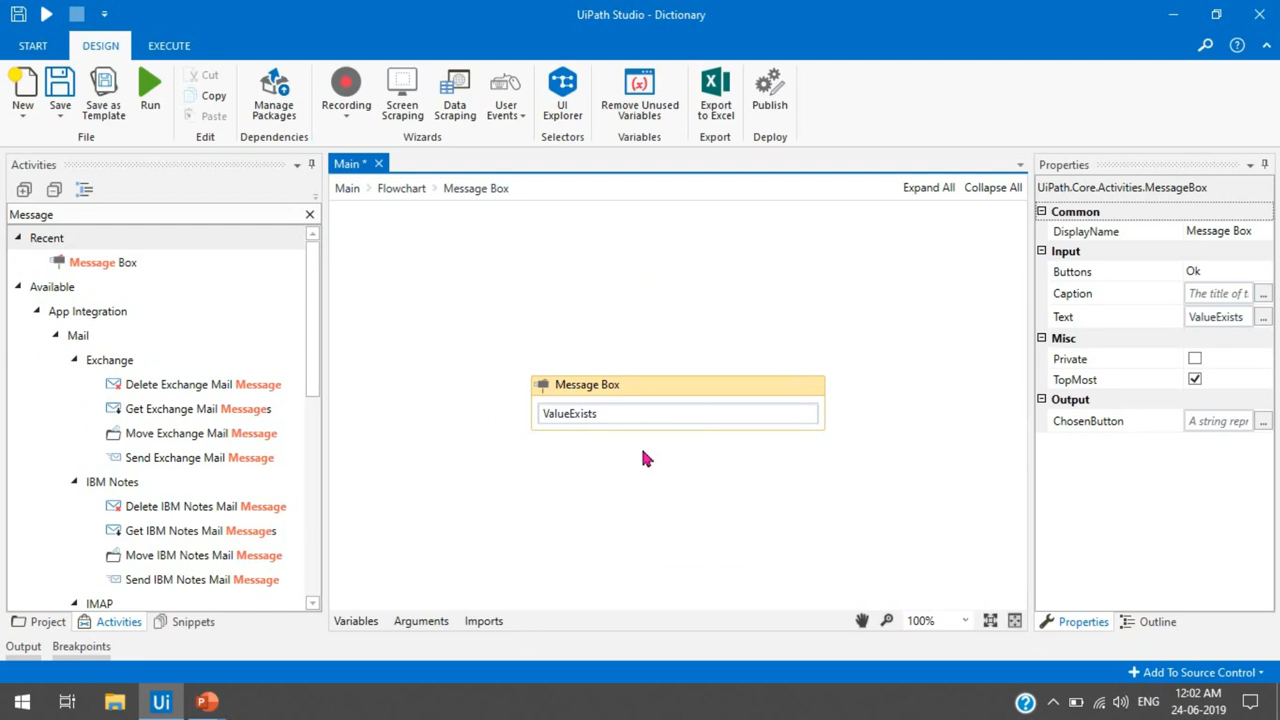 UiPath Studio - Dictionary
START DESIGN EXECUTE
New
Save
Save as Template
Run
Cut
Copy
Paste
Manage Packages
Recording
Screen Scraping
Data Scraping
User Events
UI Explorer
Remove Unused Variables
Export to Excel
Publish
File Edit Dependencies Wizards Selectors Variables Export Deploy
Activities
Message
Recent
Message Box
Available
App Integration
Mail
Exchange
Delete Exchange Mail Message
Get Exchange Mail Messages
Move Exchange Mail Message
Send Exchange Mail Message
IBM Notes
Delete IBM Notes Mail Message
Get IBM Notes Mail Messages
Move IBM Notes Mail Message
Send IBM Notes Mail Message
IMAP
Project Activities Snippets
Output Breakpoints
Main *
Main > Flowchart > Message Box
Expand All Collapse All
Message Box
ValueExists
Variables Arguments Imports
100%
Properties
UiPath.Core.Activities.MessageBox
Common
DisplayName Message Box
Input
Buttons Ok
Caption The title of t
Text ValueExists ...
Misc
Private
TopMost
Output
ChosenButton A string repr ...
Properties Outline
Add To Source Control
Ui
P
ENG
12:02 AM
24-06-2019